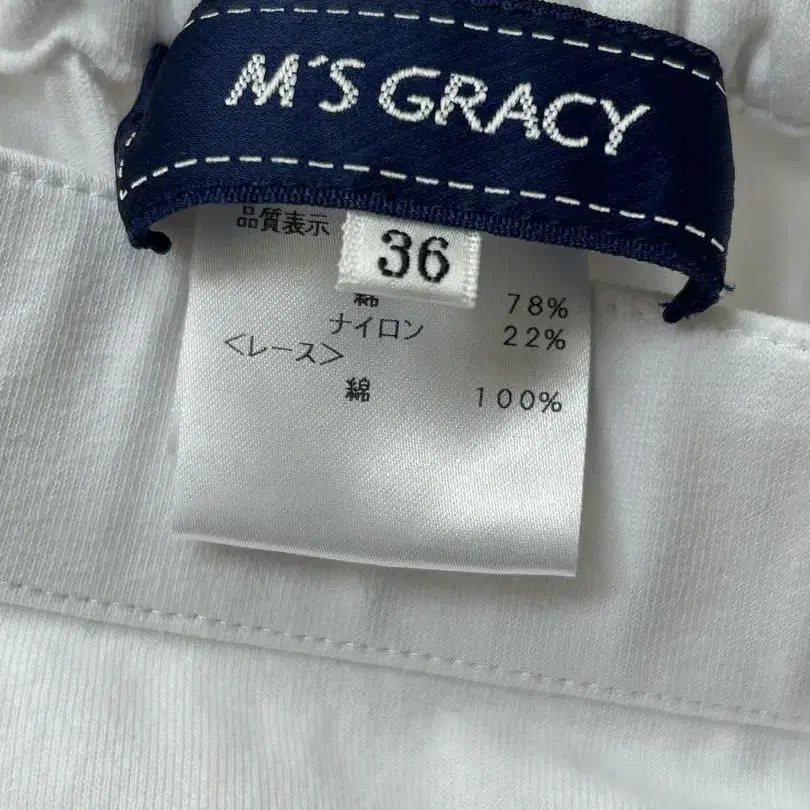 M'S GRACY
品質表示
36
綿 78%
ナイロン 22%
<レース>
綿 100%